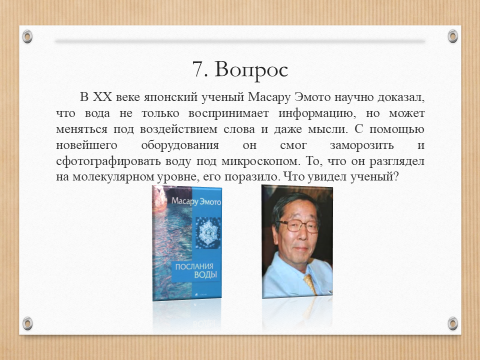 7. Вопрос
В XX веке японский ученый Масару Эмото научно доказал,
что вода не только воспринимает информацию, но может
меняться под воздействием слова и даже мысли. С помощью
новейшего оборудования он смог заморозить и
сфотографировать воду под микроскопом. То, что он разглядел
на молекулярном уровне, его поразило. Что увидел ученый?
Масару Эмото
ПОСЛАНИЯ
ВОДЫ